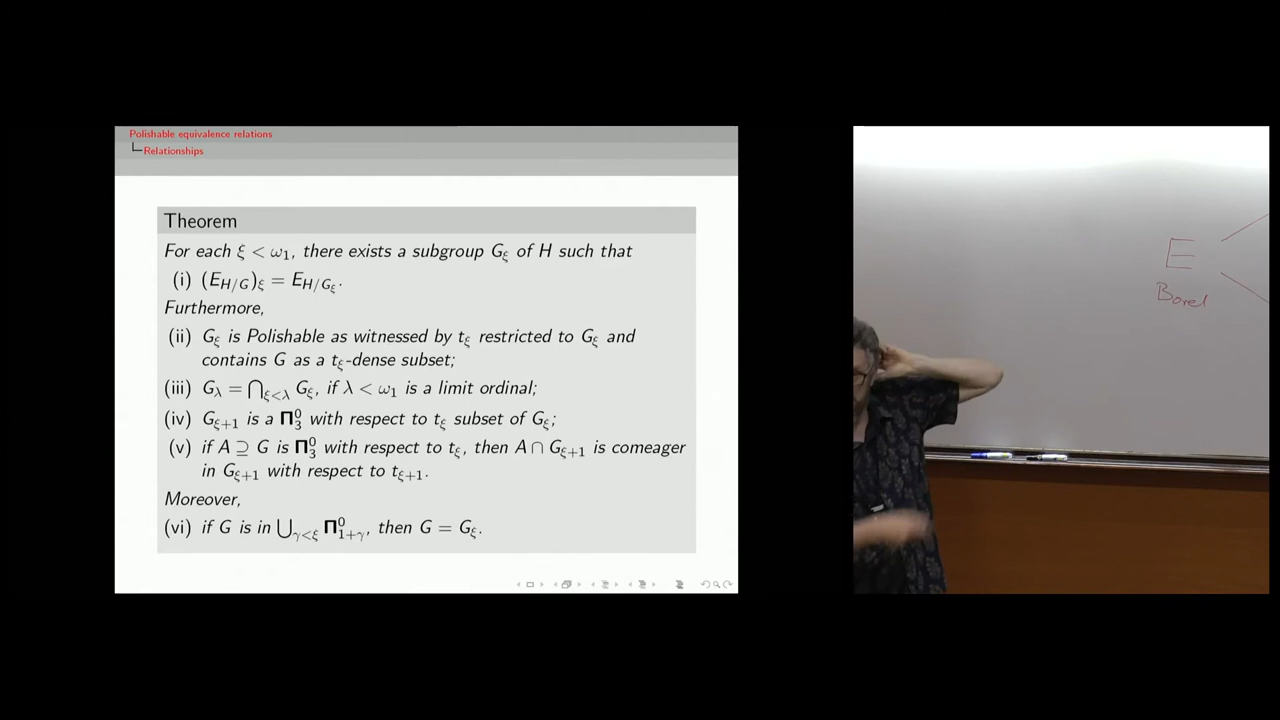 Polishable equivalence relations
Relationships
Theorem
For each ξ < ω₁, there exists a subgroup G_ξ of H such that
(i) (E_{H/G})_ξ = E_{H/G_ξ}.
Furthermore,
(ii) G_ξ is Polishable as witnessed by t_ξ restricted to G_ξ and
contains G as a t_ξ-dense subset;
(iii) G_λ = ⋂_{ξ<λ} G_ξ, if λ < ω₁ is a limit ordinal;
(iv) G_{ξ+1} is a Π⁰₃ with respect to t_ξ subset of G_ξ;
(v) if A ⊇ G is Π⁰₃ with respect to t_ξ, then A ∩ G_{ξ+1} is comeager
in G_{ξ+1} with respect to t_{ξ+1}.
Moreover,
(vi) if G is in ⋃_{γ<ξ} Π⁰_{1+γ}, then G = G_ξ.
E
Borel